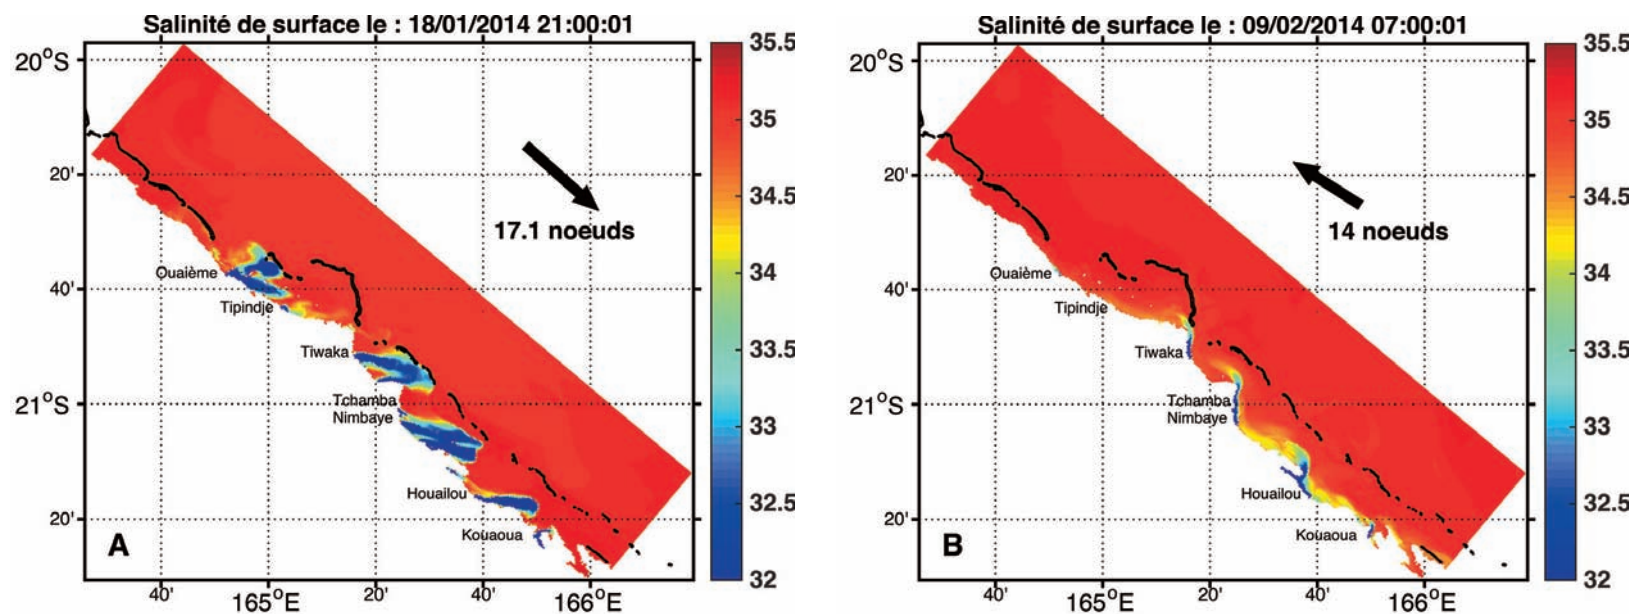 Salinité de surface le : 18/01/2014 21:00:01
20°S
20'
40'
21°S
20'
40'
165°E
20'
40'
166°E
17.1 noeuds
Ouaième
Tipindje
Tiwaka
Tchamba
Nimbaye
Houailou
Kouaoua
A
35.5
35
34.5
34
33.5
33
32.5
32
Salinité de surface le : 09/02/2014 07:00:01
20°S
20'
40'
21°S
20'
40'
165°E
20'
40'
166°E
14 noeuds
Ouaième
Tipindje
Tiwaka
Tchamba
Nimbaye
Houailou
Kouaoua
B
35.5
35
34.5
34
33.5
33
32.5
32